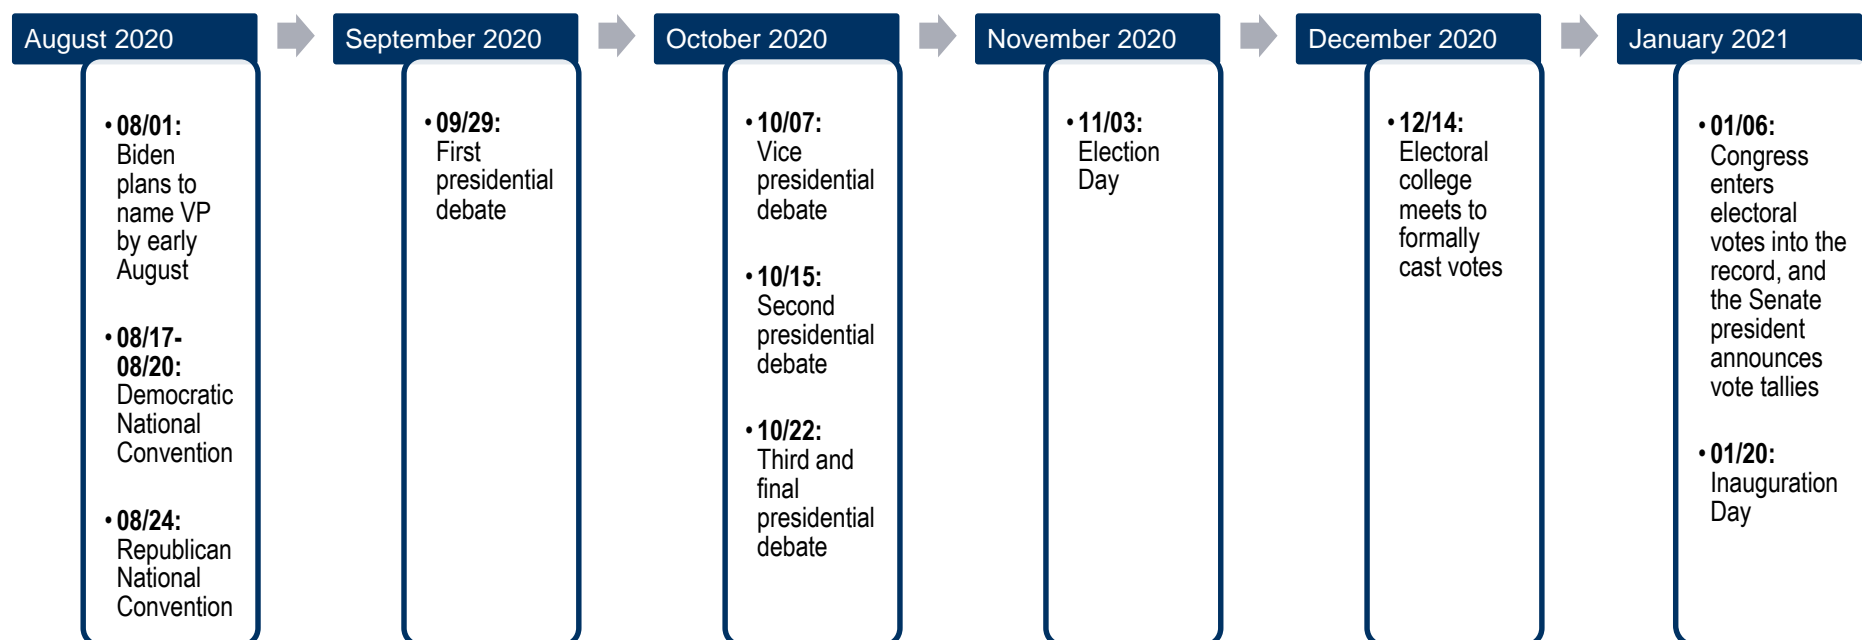 August 2020
• 08/01:
Biden
plans to
name VP
by early
August
• 08/17-
08/20:
Democratic
National
Convention
• 08/24:
Republican
National
Convention
September 2020
• 09/29:
First
presidential
debate
October 2020
• 10/07:
Vice
presidential
debate
• 10/15:
Second
presidential
debate
• 10/22:
Third and
final
presidential
debate
November 2020
• 11/03:
Election
Day
December 2020
• 12/14:
Electoral
college
meets to
formally
cast votes
January 2021
• 01/06:
Congress
enters
electoral
votes into the
record, and
the Senate
president
announces
vote tallies
• 01/20:
Inauguration
Day